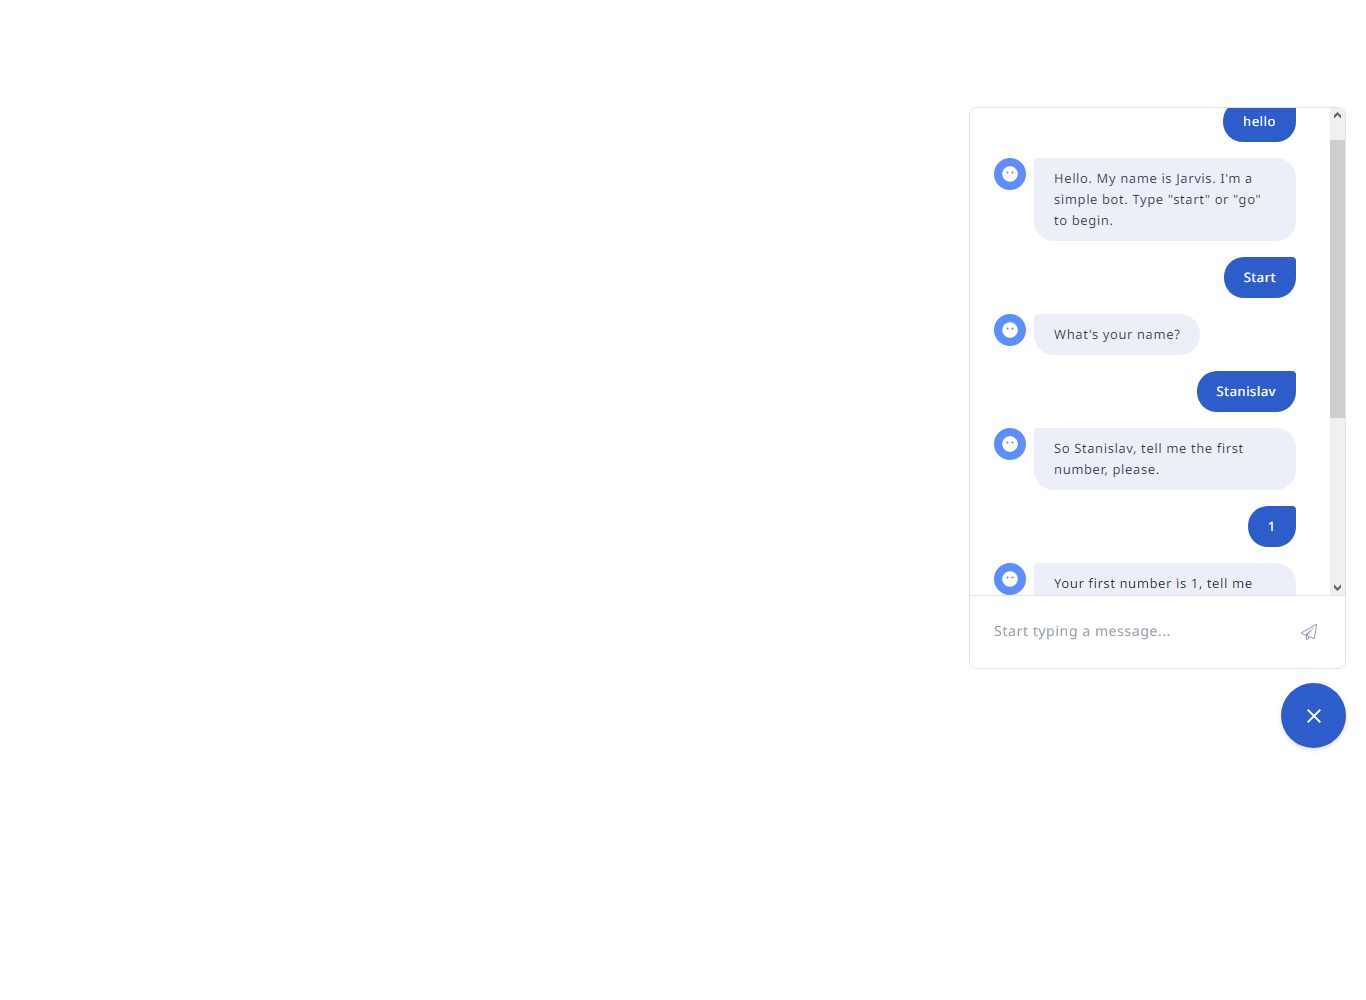 hello
Hello. My name is Jarvis. I'm a
simple bot. Type "start" or "go"
to begin.
Start
What's your name?
Stanislav
So Stanislav, tell me the first
number, please.
1
Your first number is 1, tell me
Start typing a message...